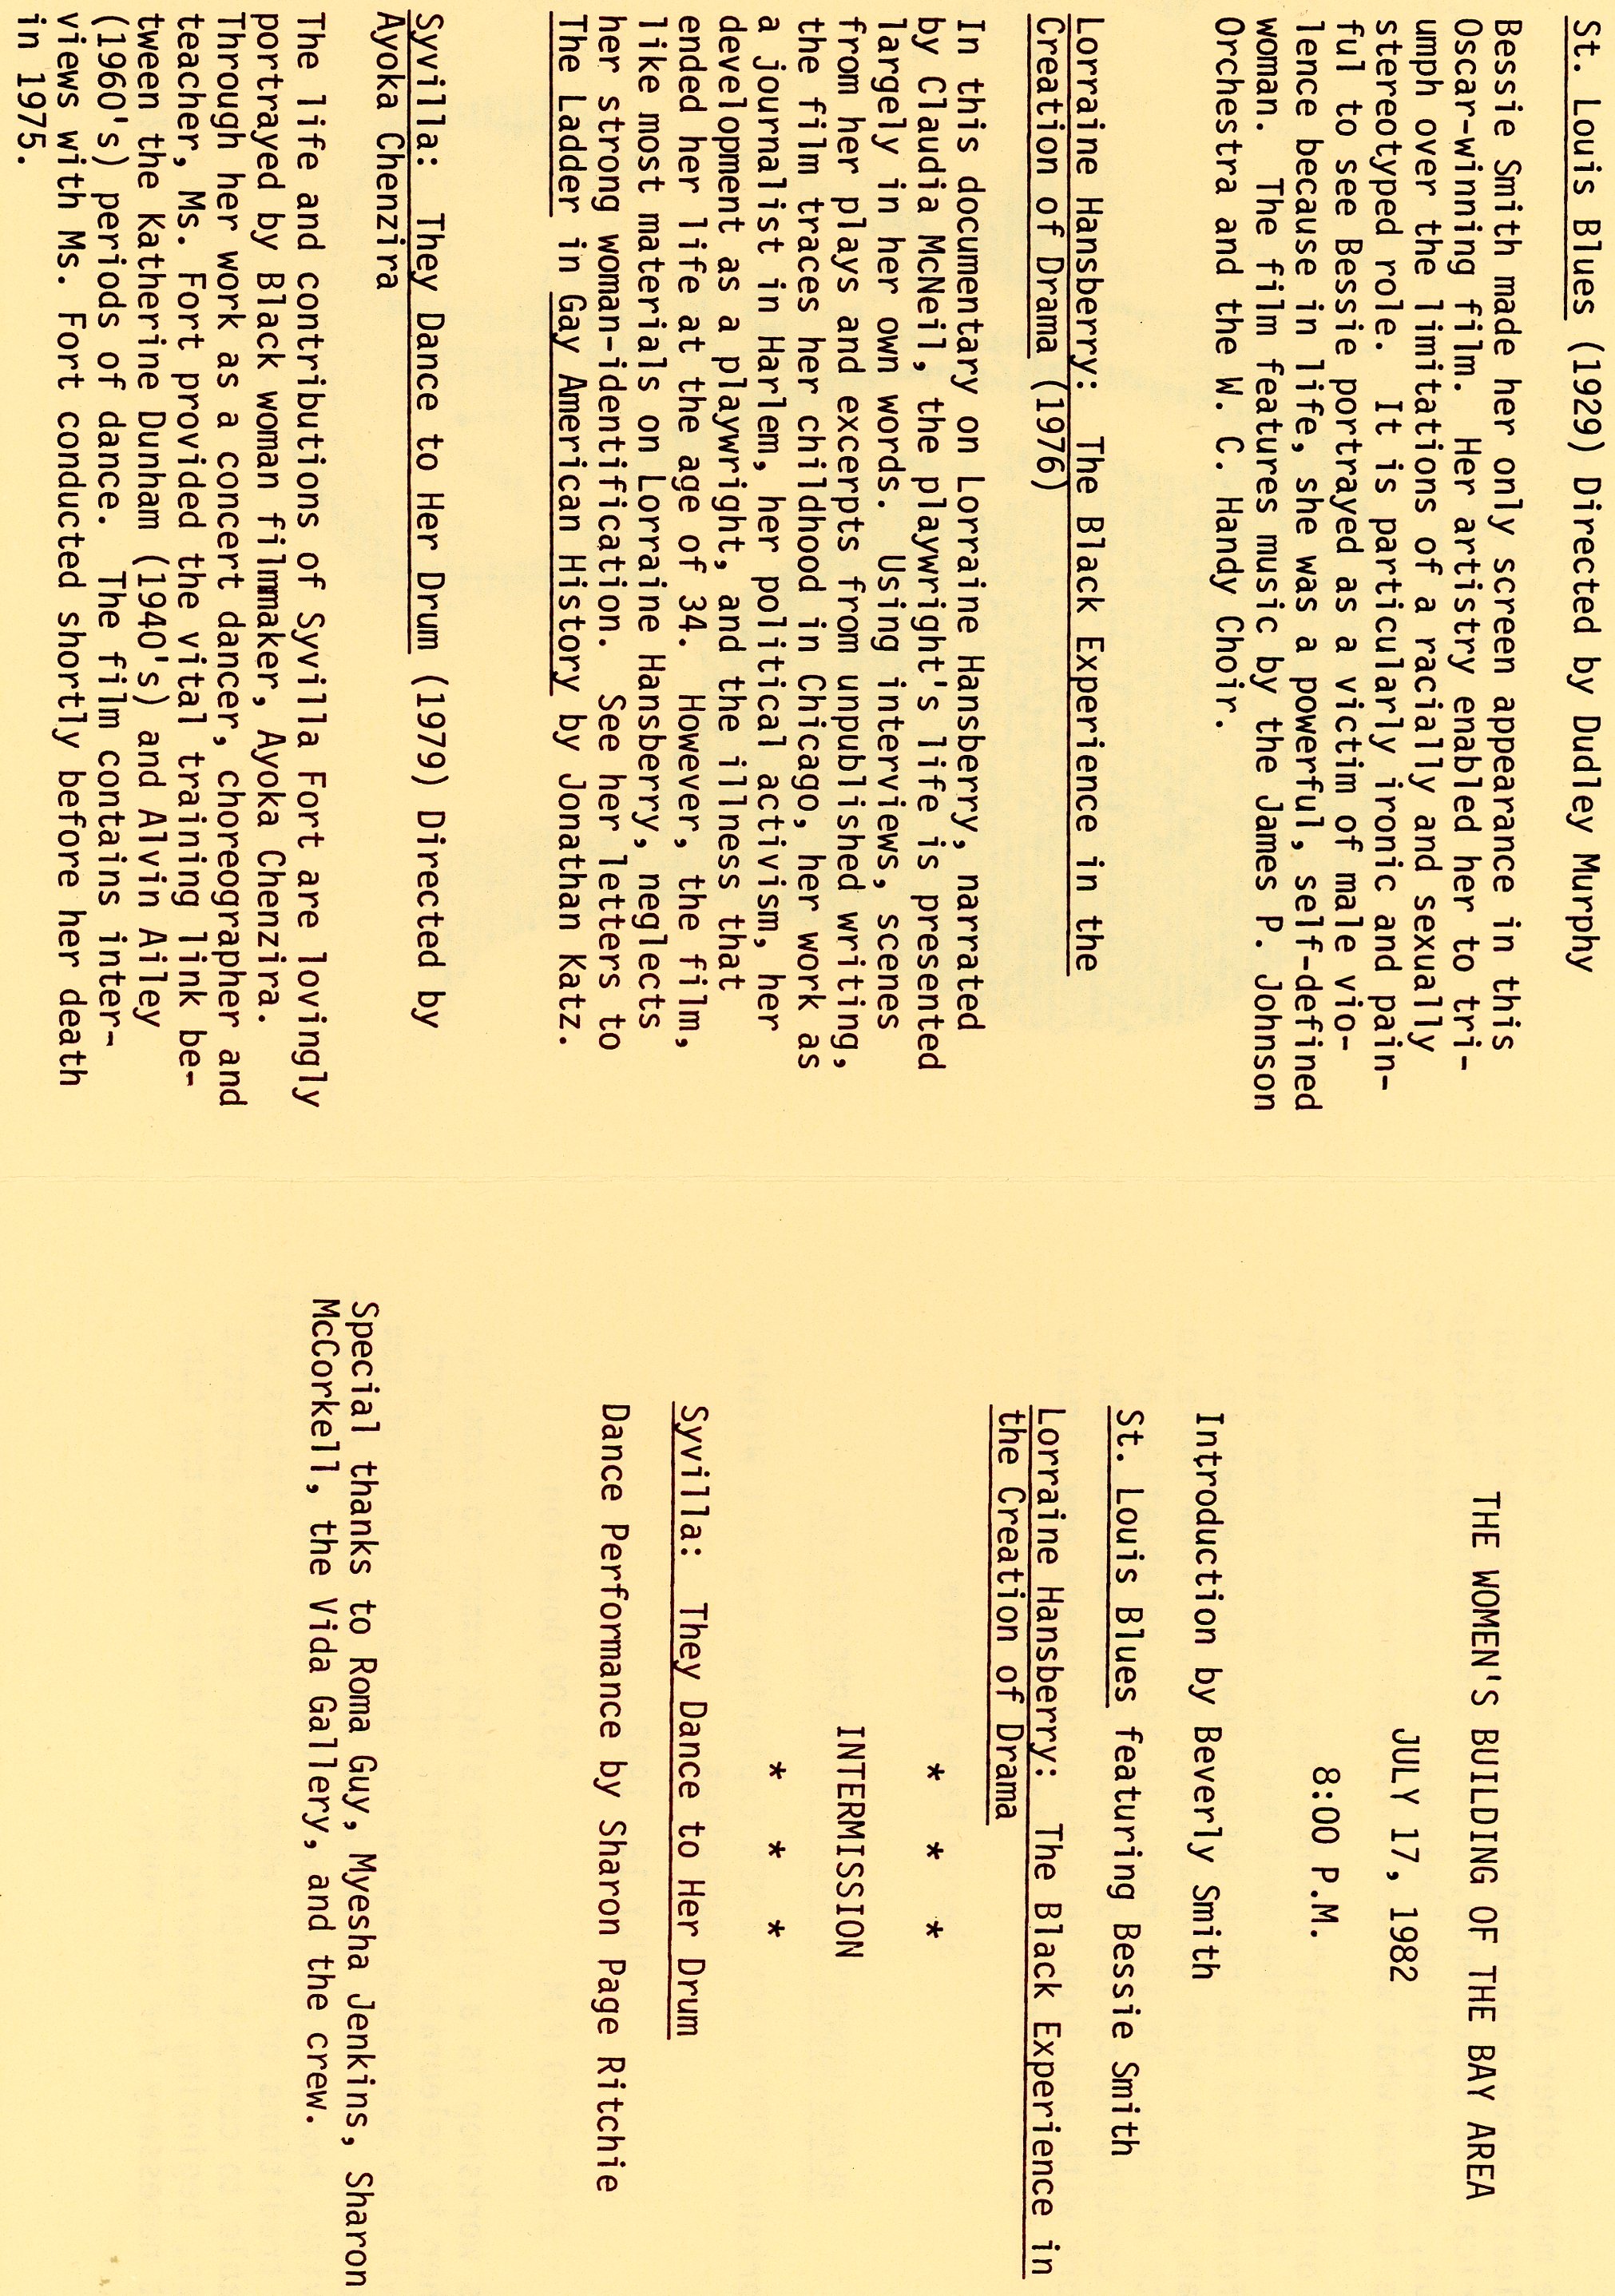 St. Louis Blues (1929) Directed by Dudley Murphy
Bessie Smith made her only screen appearance in this
Oscar-winning film.  Her artistry enabled her to tri-
umph over the limitations of a racially and sexually
stereotyped role.  It is particularly ironic and pain-
ful to see Bessie portrayed as a victim of male vio-
lence because in life, she was a powerful, self-defined
woman.  The film features music by the James P. Johnson
Orchestra and the W. C. Handy Choir.
Lorraine Hansberry:  The Black Experience in the
Creation of Drama (1976)
In this documentary on Lorraine Hansberry, narrated
by Claudia McNeil, the playwright's life is presented
largely in her own words.  Using interviews, scenes
from her plays and excerpts from unpublished writing,
the film traces her childhood in Chicago, her work as
a journalist in Harlem, her political activism, her
development as a playwright, and the illness that
ended her life at the age of 34.  However, the film,
like most materials on Lorraine Hansberry, neglects
her strong woman-identification.  See her letters to
The Ladder in Gay American History by Jonathan Katz.
Syvilla:  They Dance to Her Drum (1979) Directed by
Ayoka Chenzira
The life and contributions of Syvilla Fort are lovingly
portrayed by Black woman filmmaker, Ayoka Chenzira.
Through her work as a concert dancer, choreographer and
teacher, Ms. Fort provided the vital training link be-
tween the Katherine Dunham (1940's) and Alvin Ailey
(1960's) periods of dance.  The film contains inter-
views with Ms. Fort conducted shortly before her death
in 1975.
THE WOMEN'S BUILDING OF THE BAY AREA
JULY 17, 1982
8:00 P.M.
Introduction by Beverly Smith
St. Louis Blues featuring Bessie Smith
Lorraine Hansberry:  The Black Experience in
the Creation of Drama
* * *
INTERMISSION
* * *
Syvilla:  They Dance to Her Drum
Dance Performance by Sharon Page Ritchie
Special thanks to Roma Guy, Myesha Jenkins, Sharon
McCorkell, the Vida Gallery, and the crew.